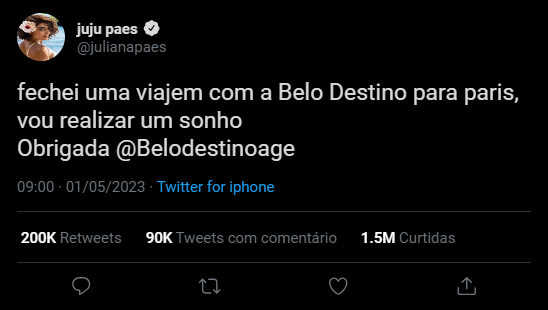 juju paes
@julianapaes
fechei uma viajem com a Belo Destino para paris,
vou realizar um sonho
Obrigada @Belodestinoage
09:00 · 01/05/2023 · Twitter for iphone
200K Retweets 90K Tweets com comentário 1.5M Curtidas